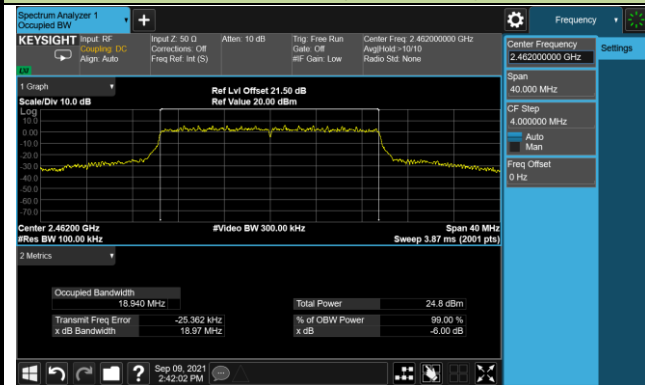 Spectrum Analyzer 1
Occupied BW
+
Frequency
KEYSIGHT
Input: RF
Coupling: DC
Align: Auto
Input Z: 50 Ω
Corrections: Off
Freq Ref: Int (S)
Atten: 10 dB
Trig: Free Run
Gate: Off
#IF Gain: Low
Center Freq: 2.462000000 GHz
Avg|Hold:>10/10
Radio Std: None
Center Frequency
2.462000000 GHz
Settings
Span
40.000 MHz
CF Step
4.000000 MHz
Auto
Man
Freq Offset
0 Hz
1 Graph
Scale/Div 10.0 dB
Ref Lvl Offset 21.50 dB
Ref Value 20.00 dBm
Log
10.0
0.00
-10.0
-20.0
-30.0
-40.0
-50.0
-60.0
-70.0
Center 2.46200 GHz
#Res BW 100.00 kHz
#Video BW 300.00 kHz
Span 40 MHz
Sweep 3.87 ms (2001 pts)
2 Metrics
Occupied Bandwidth
18.940 MHz
Total Power 24.8 dBm
Transmit Freq Error -25.362 kHz
% of OBW Power 99.00 %
x dB Bandwidth 18.97 MHz
x dB -6.00 dB
?
Sep 09, 2021
2:42:02 PM